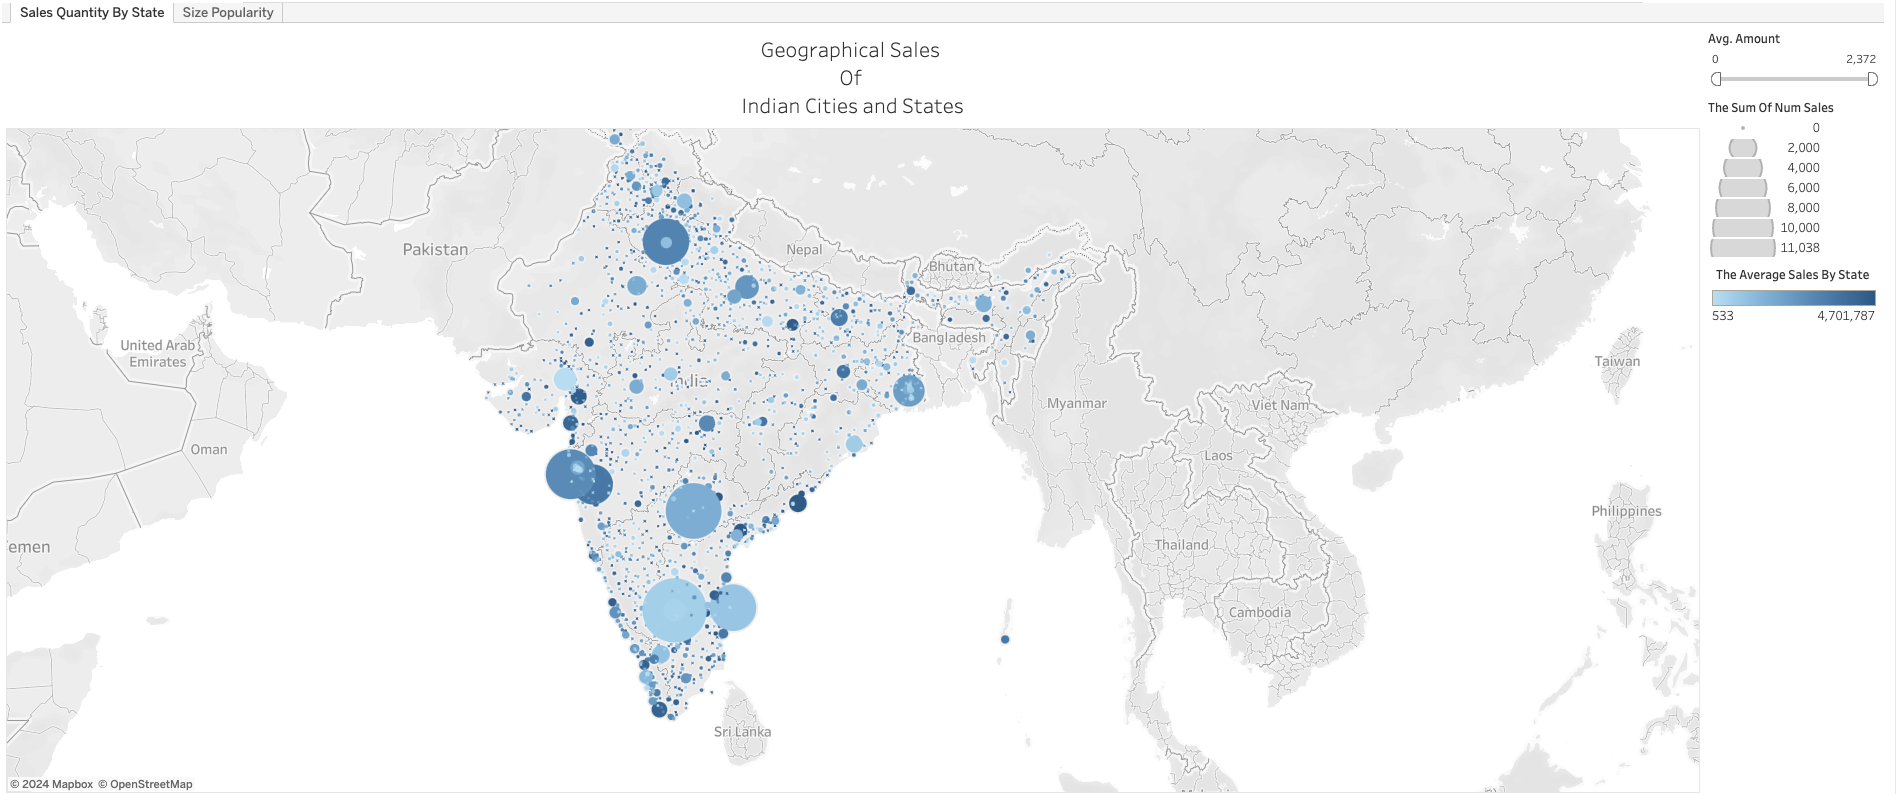 Sales Quantity By State
Size Popularity
Geographical Sales
Of
Indian Cities and States
Avg. Amount
0
2,372
The Sum Of Num Sales
0
2,000
4,000
6,000
8,000
10,000
11,038
The Average Sales By State
533
4,701,787
Pakistan
Nepal
Bhutan
United Arab
Emirates
Bangladesh
Taiwan
India
Myanmar
Viet Nam
Oman
Laos
Philippines
emen
Thailand
Cambodia
Sri Lanka
© 2024 Mapbox © OpenStreetMap